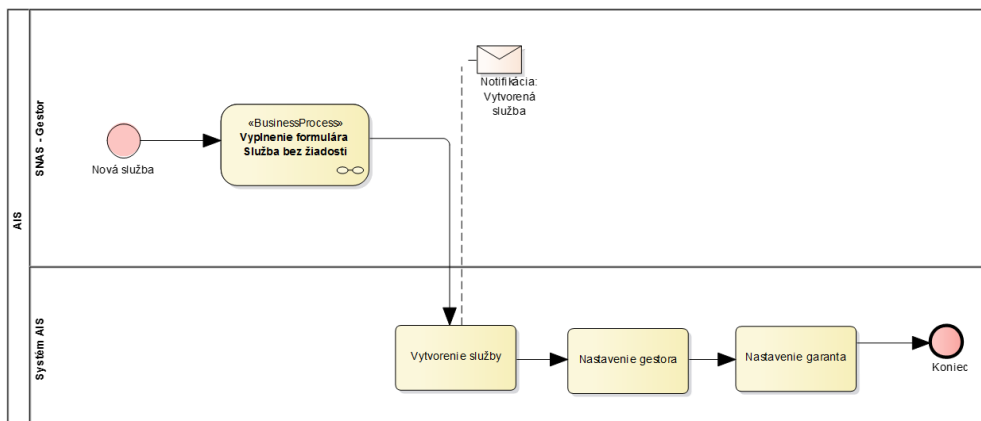 AIS
SNAS - Gestor
Nová služba
«BusinessProcess»
Vyplnenie formulára
Služba bez žiadosti
Notifikácia:
Vytvorená
služba
Systém AIS
Vytvorenie služby
Nastavenie gestora
Nastavenie garanta
Koniec